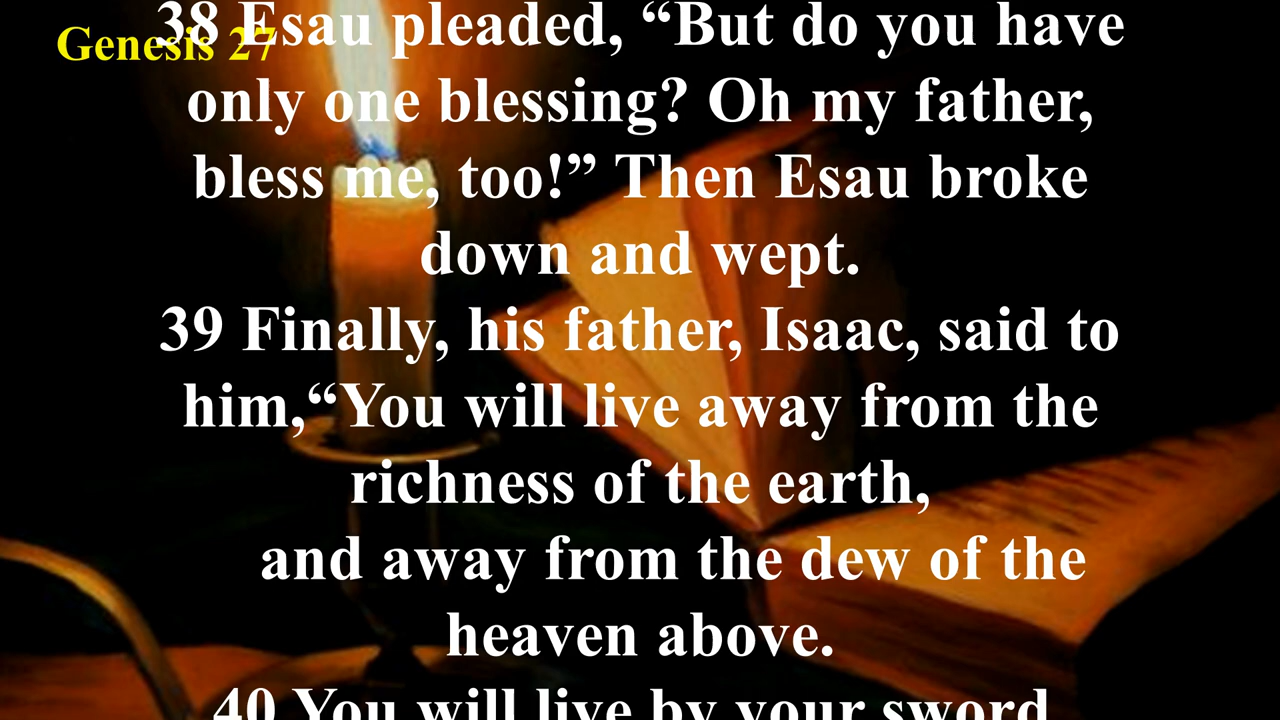 Genesis 27
38 Esau pleaded, “But do you have
only one blessing? Oh my father,
bless me, too!” Then Esau broke
down and wept.
39 Finally, his father, Isaac, said to
him,“You will live away from the
richness of the earth,
and away from the dew of the
heaven above.
40 You will live by your sword